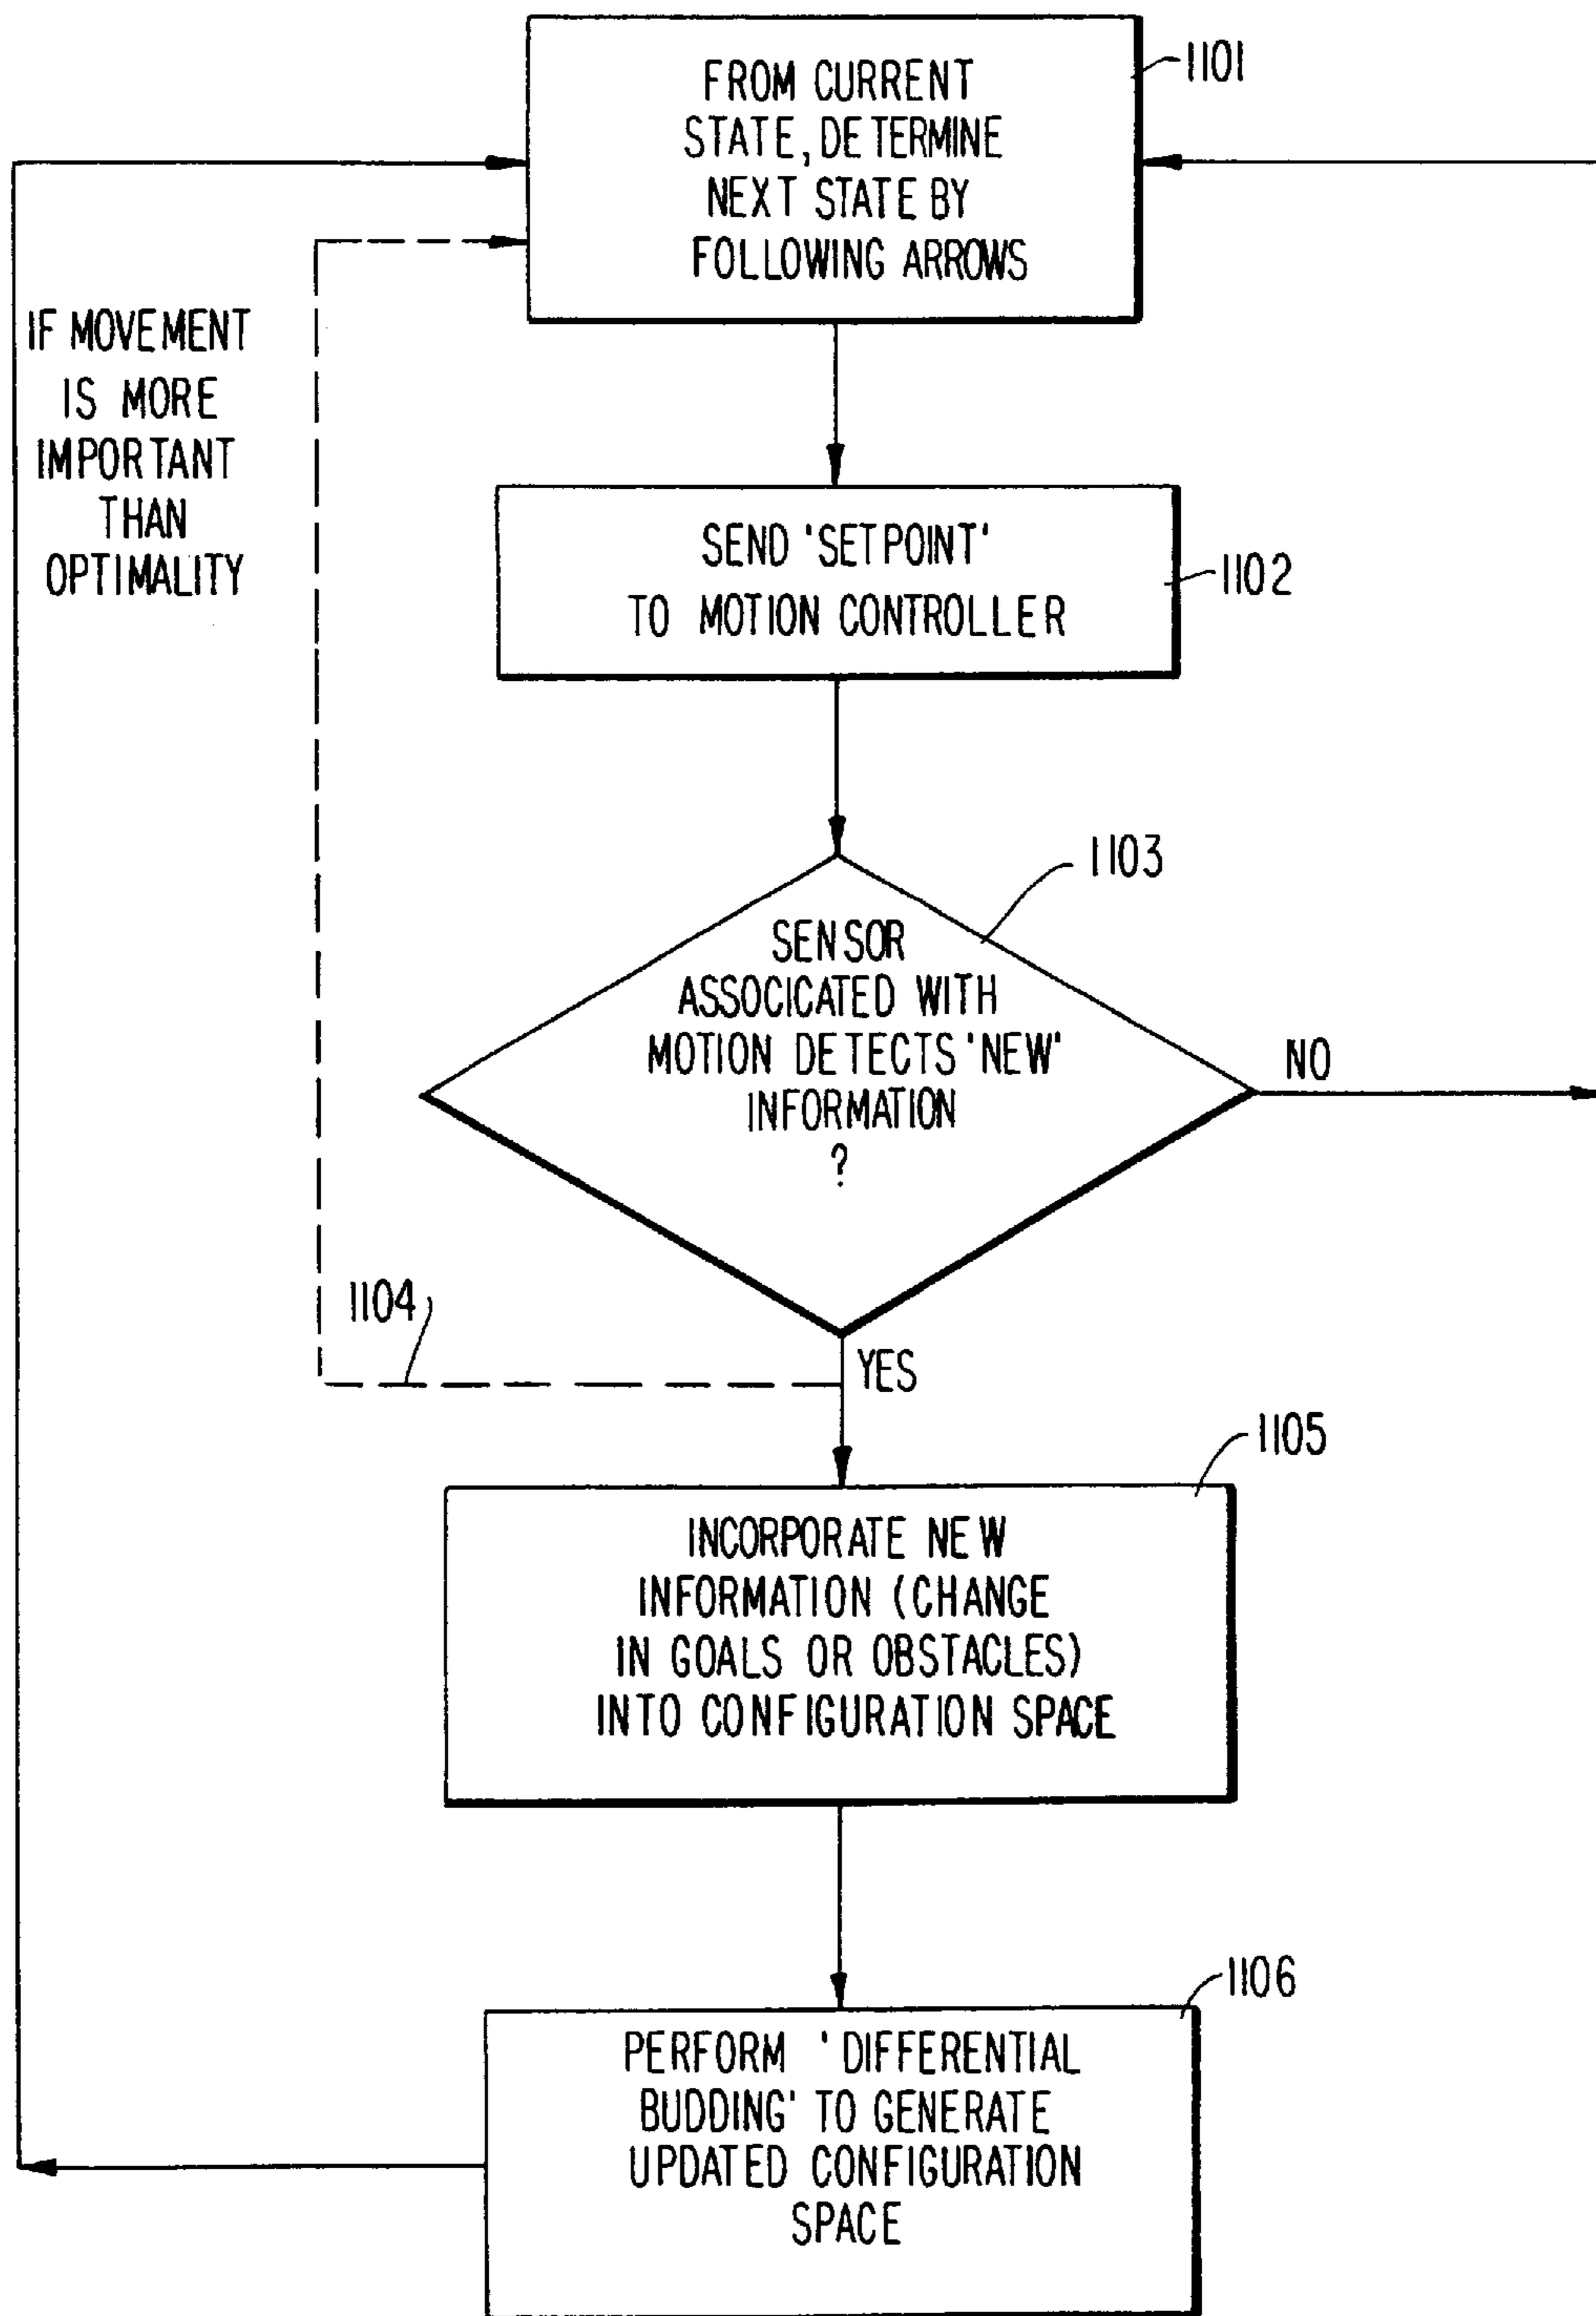 FROM CURRENT
STATE, DETERMINE
NEXT STATE BY
FOLLOWING ARROWS
1101
IF MOVEMENT
IS MORE
IMPORTANT
THAN
OPTIMALITY
SEND 'SETPOINT'
TO MOTION CONTROLLER
1102
1103
SENSOR
ASSOCICATED WITH
MOTION DETECTS 'NEW'
INFORMATION
?
NO
1104
YES
1105
INCORPORATE NEW
INFORMATION (CHANGE
IN GOALS OR OBSTACLES)
INTO CONFIGURATION SPACE
1106
PERFORM 'DIFFERENTIAL
BUDDING' TO GENERATE
UPDATED CONFIGURATION
SPACE